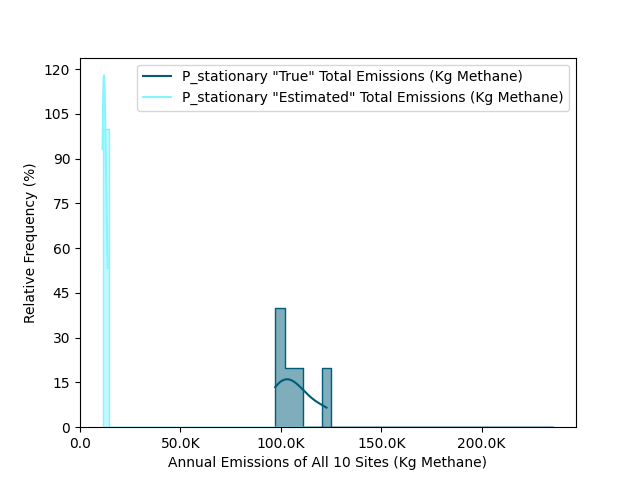 P_stationary "True" Total Emissions (Kg Methane)
P_stationary "Estimated" Total Emissions (Kg Methane)
Relative Frequency (%)
120
105
90
75
60
45
30
15
0
0.0 50.0K 100.0K 150.0K 200.0K
Annual Emissions of All 10 Sites (Kg Methane)